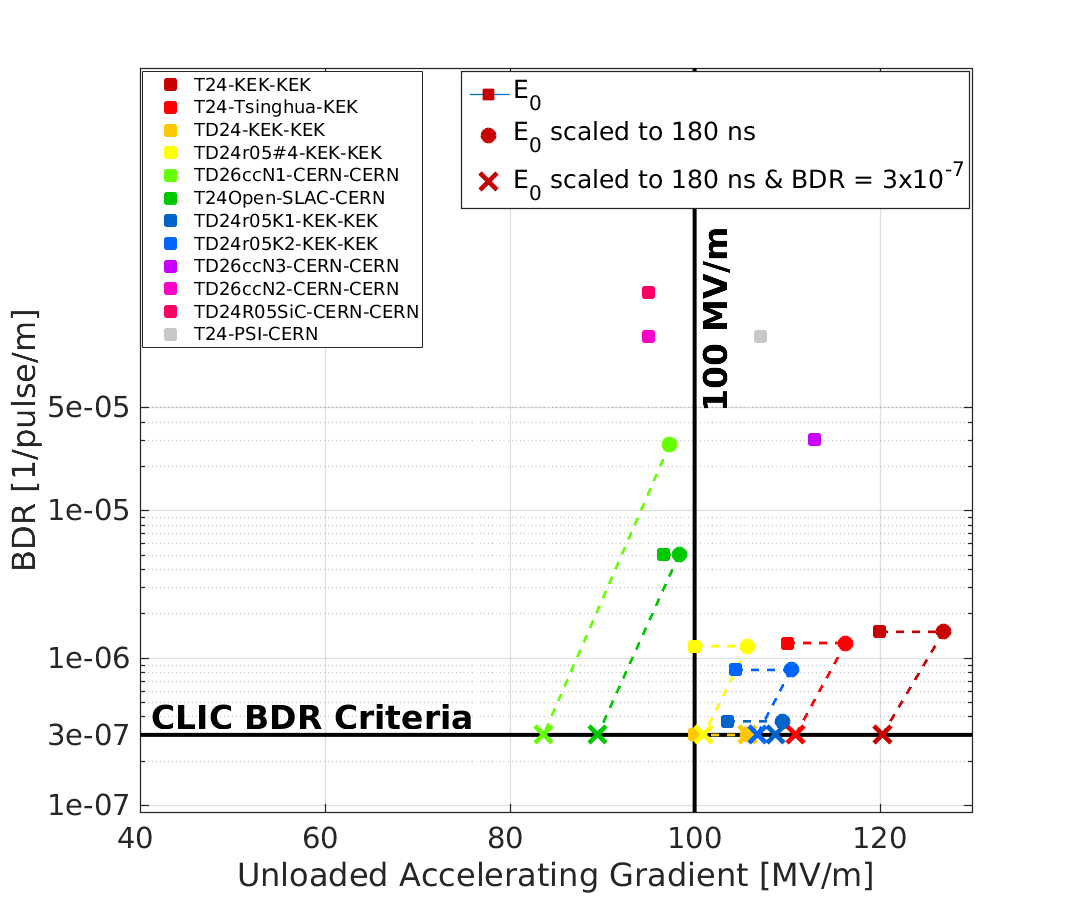 T24-KEK-KEK
T24-Tsinghua-KEK
TD24-KEK-KEK
TD24r05#4-KEK-KEK
TD26ccN1-CERN-CERN
T24Open-SLAC-CERN
TD24r05K1-KEK-KEK
TD24r05K2-KEK-KEK
TD26ccN3-CERN-CERN
TD26ccN2-CERN-CERN
TD24R05SiC-CERN-CERN
T24-PSI-CERN
E0
E0 scaled to 180 ns
E0 scaled to 180 ns & BDR = 3x10-7
100 MV/m
BDR [1/pulse/m]
5e-05
1e-05
1e-06
CLIC BDR Criteria
3e-07
1e-07
40 60 80 100 120
Unloaded Accelerating Gradient [MV/m]